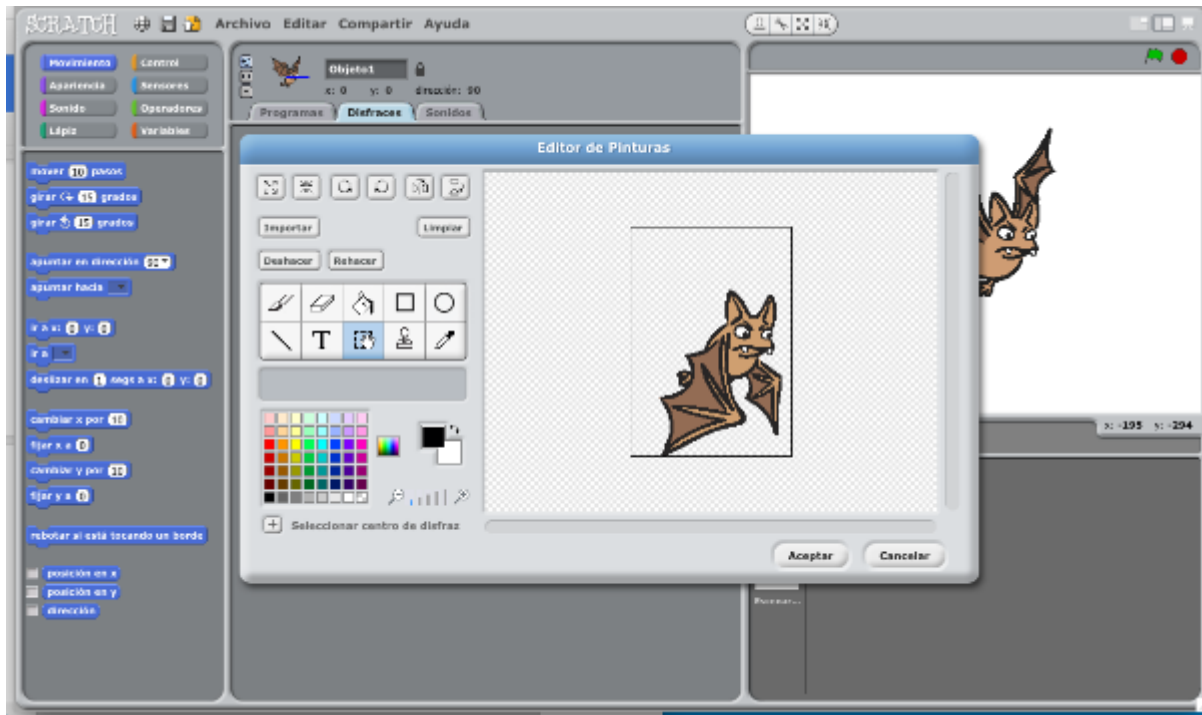 SCRATCH Archivo Editar Compartir Ayuda
Movimiento Control
Apariencia Sensores
Sonido Operadores
Lápiz Variables
Objeto1
x: 0 y: 0 dirección: 90
Programas Disfraces Sonidos
mover 10 pasos
girar 15 grados
girar 15 grados
apuntar en dirección 90
apuntar hacia
ir a x: 0 y: 0
ir a
deslizar en 1 segs a x: 0 y: 0
cambiar x por 10
fijar x a 0
cambiar y por 10
fijar y a 0
rebotar si está tocando un borde
posición en x
posición en y
dirección
Editor de Pinturas
Importar Limpiar
Deshacer Rehacer
T
Seleccionar centro de disfraz
Aceptar Cancelar
x: -195 y: -294
Escenar...